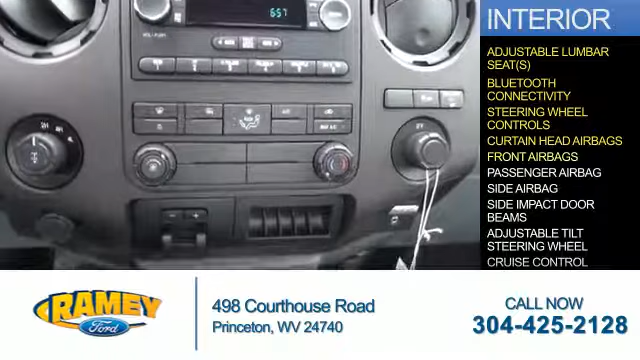 INTERIOR
ADJUSTABLE LUMBAR
SEAT(S)
BLUETOOTH
CONNECTIVITY
STEERING WHEEL
CONTROLS
CURTAIN HEAD AIRBAGS
FRONT AIRBAGS
PASSENGER AIRBAG
SIDE AIRBAG
SIDE IMPACT DOOR
BEAMS
ADJUSTABLE TILT
STEERING WHEEL
CRUISE CONTROL
5:57
RAMEY
Ford
498 Courthouse Road
Princeton, WV 24740
CALL NOW
304-425-2128